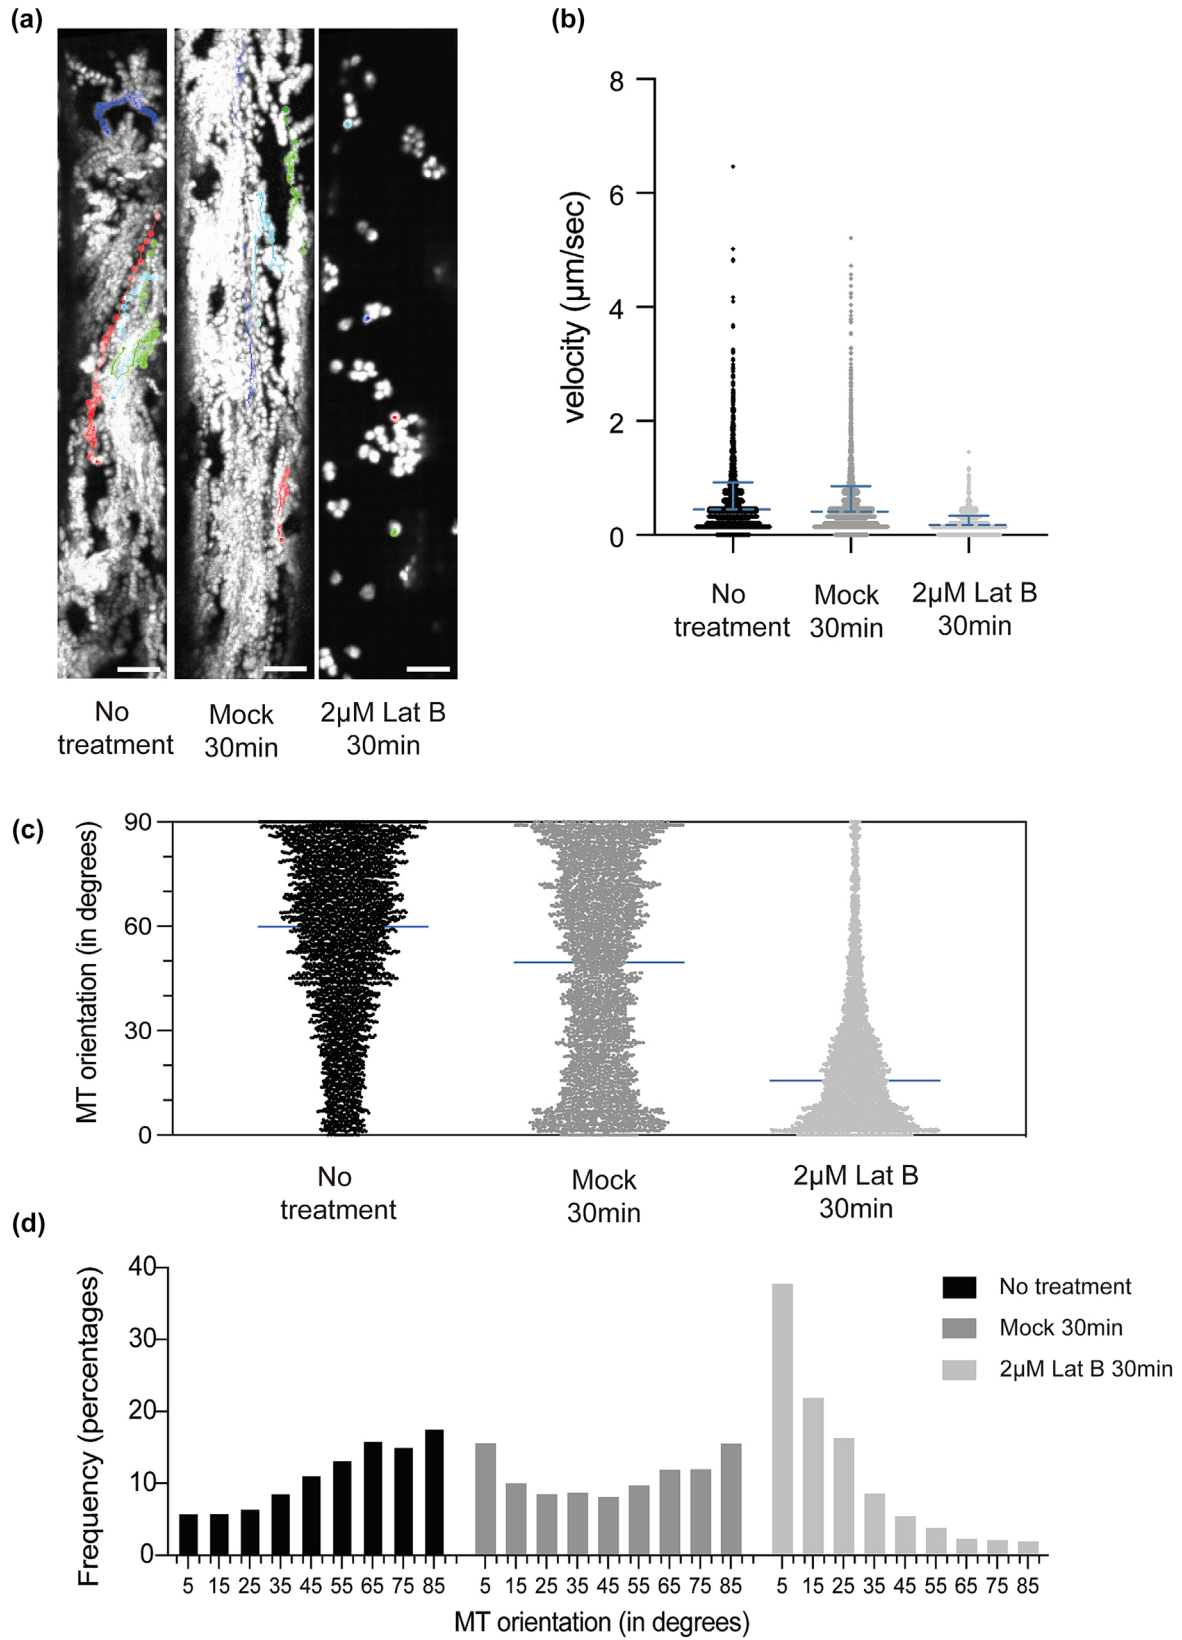 (a)
No
treatment
Mock
30min
2µM Lat B
30min
(b)
velocity (µm/sec)
8
6
4
2
0
No
treatment
Mock
30min
2µM Lat B
30min
(c)
MT orientation (in degrees)
90
60
30
0
No
treatment
Mock
30min
2µM Lat B
30min
(d)
Frequency (percentages)
40
30
20
10
0
No treatment
Mock 30min
2µM Lat B 30min
5 15 25 35 45 55 65 75 85 5 15 25 35 45 55 65 75 85 5 15 25 35 45 55 65 75 85
MT orientation (in degrees)